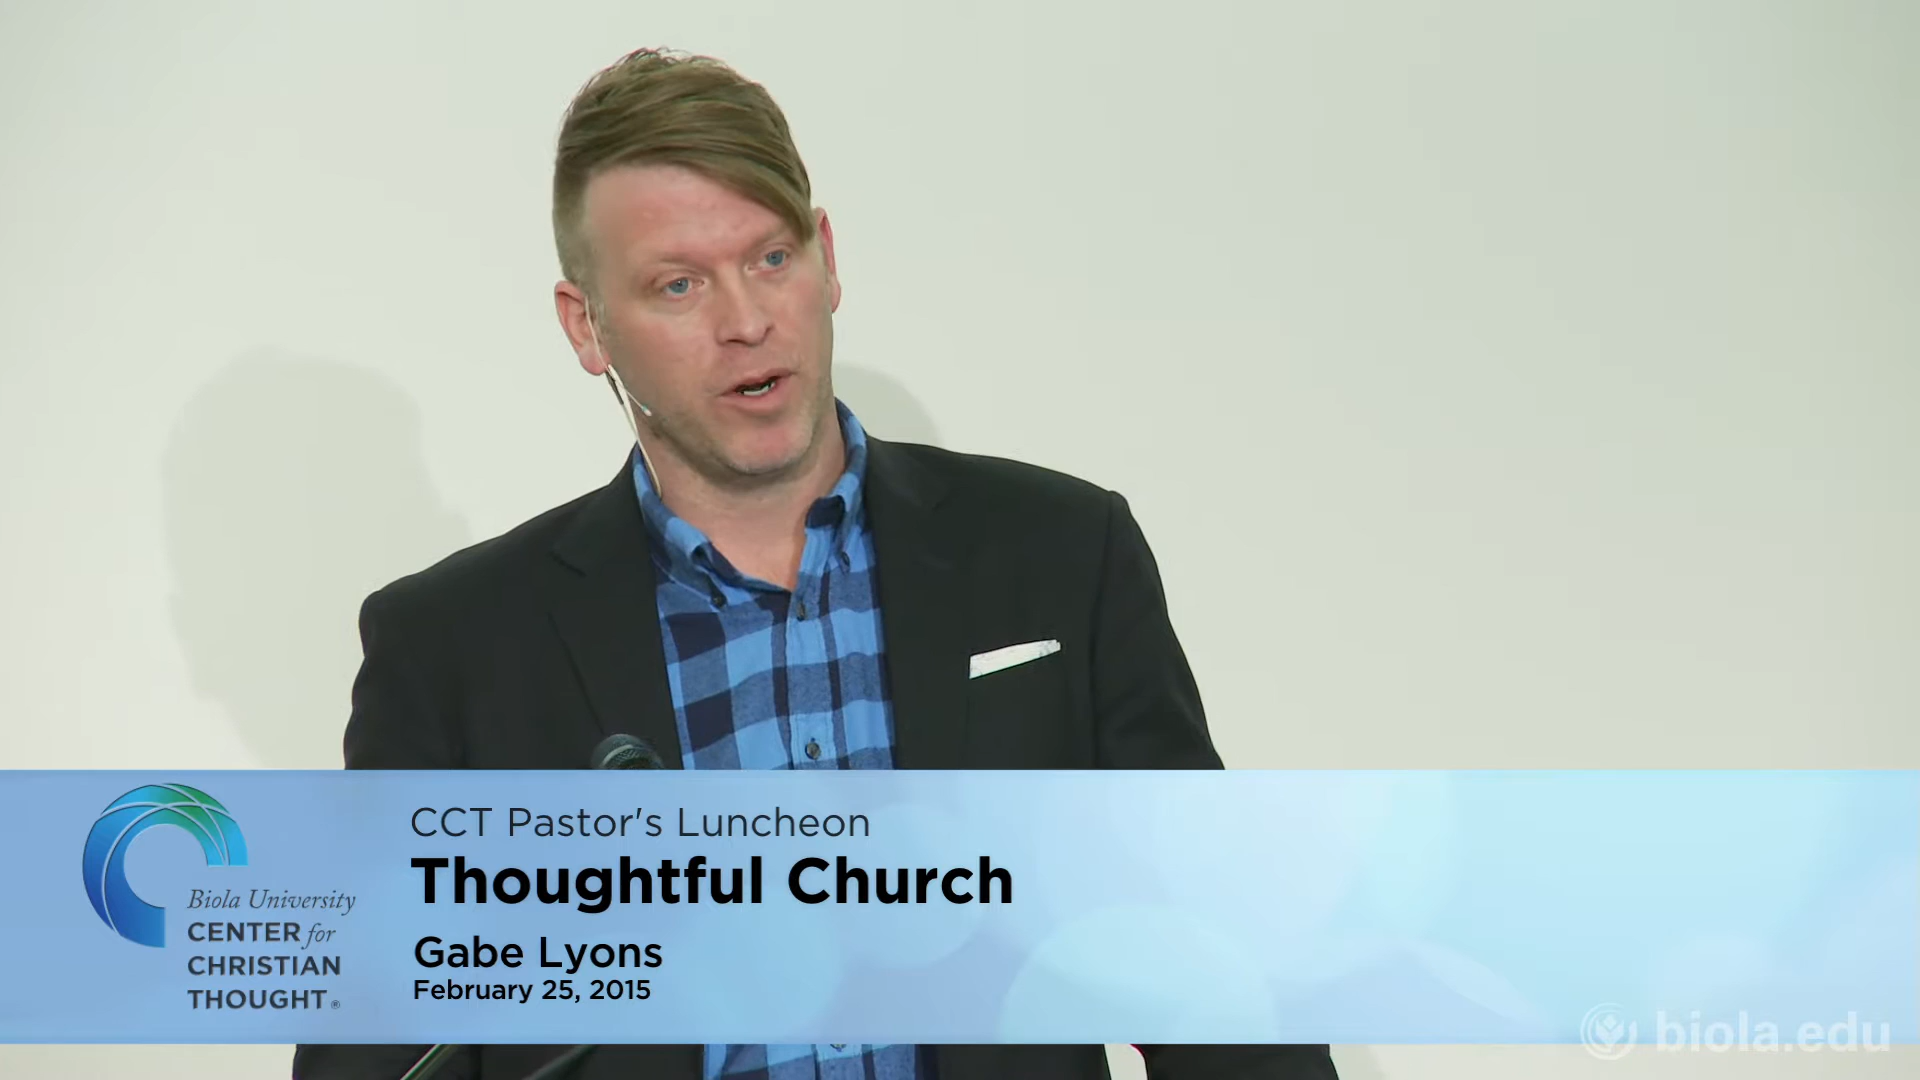 CCT Pastor's Luncheon
Thoughtful Church
Gabe Lyons
February 25, 2015
Biola University
CENTER for
CHRISTIAN
THOUGHT®
biola.edu